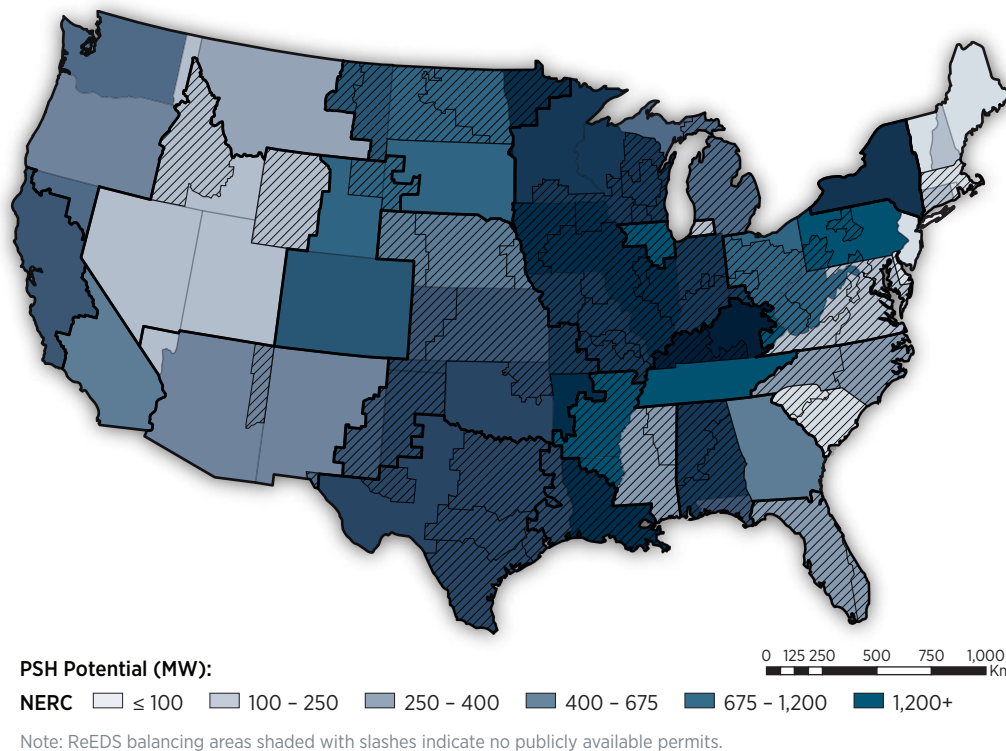 PSH Potential (MW):
0 125 250 500 750 1,000
Km
NERC ≤ 100 100 – 250 250 – 400 400 – 675 675 – 1,200 1,200+
Note: ReEDS balancing areas shaded with slashes indicate no publicly available permits.